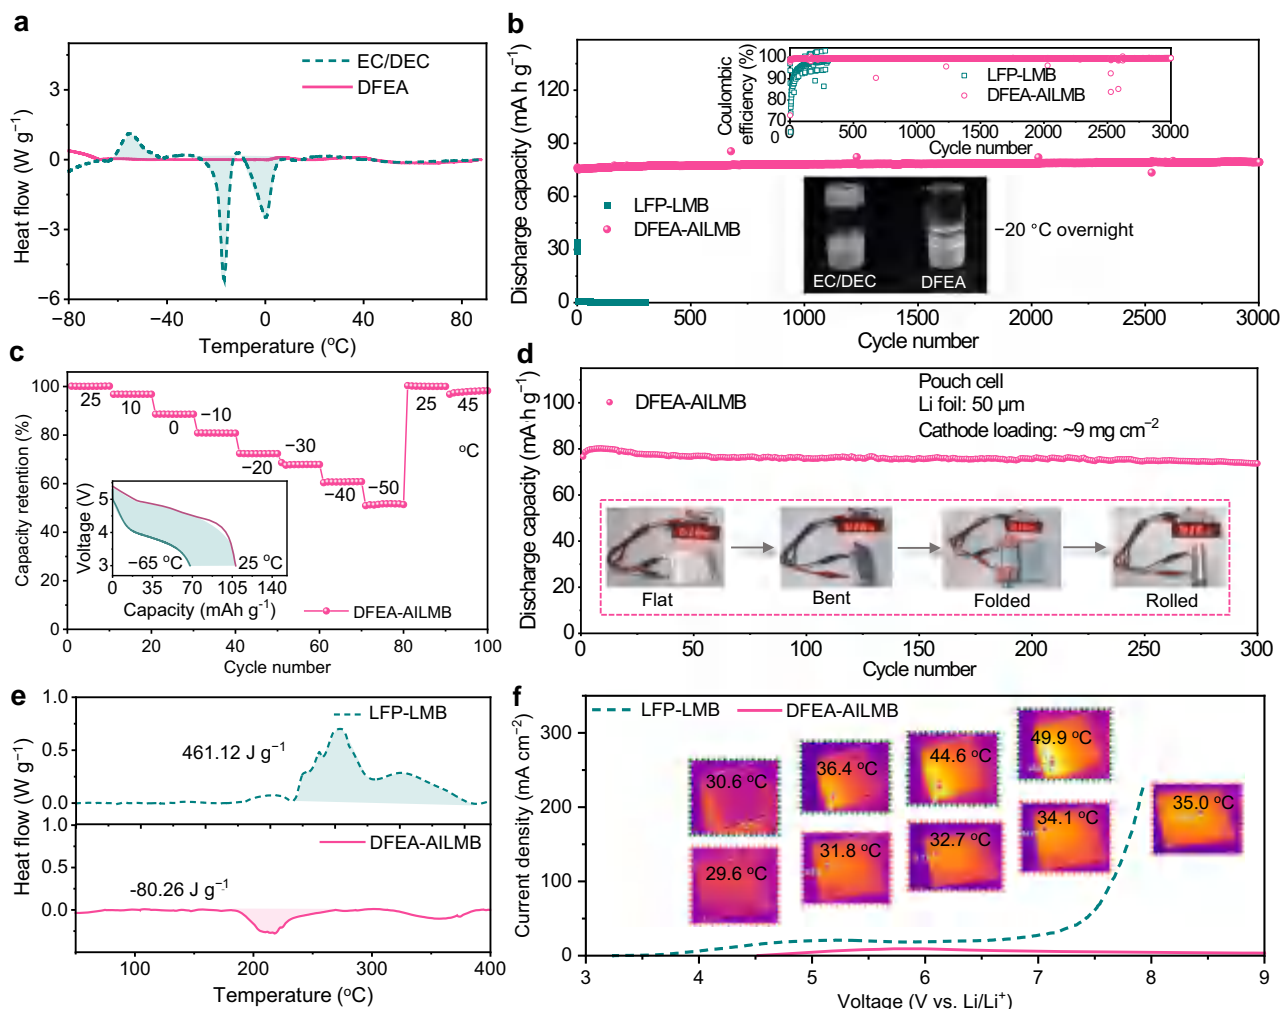 a
EC/DEC
DFEA
Heat flow (W g⁻¹)
3
0
−3
−6
−80
−40
0
40
80
Temperature (°C)
b
Discharge capacity (mA h g⁻¹)
120
90
60
30
0
0
500
1000
1500
2000
2500
3000
Cycle number
LFP-LMB
DFEA-AILMB
Coulombic
efficiency (%)
100
90
80
70
0
500
1000
1500
2000
2500
3000
Cycle number
LFP-LMB
DFEA-AILMB
EC/DEC
DFEA
−20 °C overnight
c
Capacity retention (%)
100
80
60
40
20
0
0
20
40
60
80
100
Cycle number
25
10
0
−10
−20
−30
−40
−50
25
45
°C
Voltage (V)
5
4
3
0
35
70
105
140
Capacity (mAh g⁻¹)
−65 °C
25 °C
DFEA-AILMB
d
Discharge capacity (mA h g⁻¹)
100
80
60
40
20
0
0
50
100
150
200
250
300
Cycle number
DFEA-AILMB
Pouch cell
Li foil: 50 µm
Cathode loading: ~9 mg cm⁻²
Flat
Bent
Folded
Rolled
e
Heat flow (W g⁻¹)
1.0
0.5
0.0
1.0
0.5
0.0
LFP-LMB
461.12 J g⁻¹
DFEA-AILMB
-80.26 J g⁻¹
100
200
300
400
Temperature (°C)
f
Current density (mA cm⁻²)
300
200
100
0
LFP-LMB
DFEA-AILMB
30.6 °C
36.4 °C
44.6 °C
49.9 °C
29.6 °C
31.8 °C
32.7 °C
34.1 °C
35.0 °C
3
4
5
6
7
8
9
Voltage (V vs. Li/Li⁺)